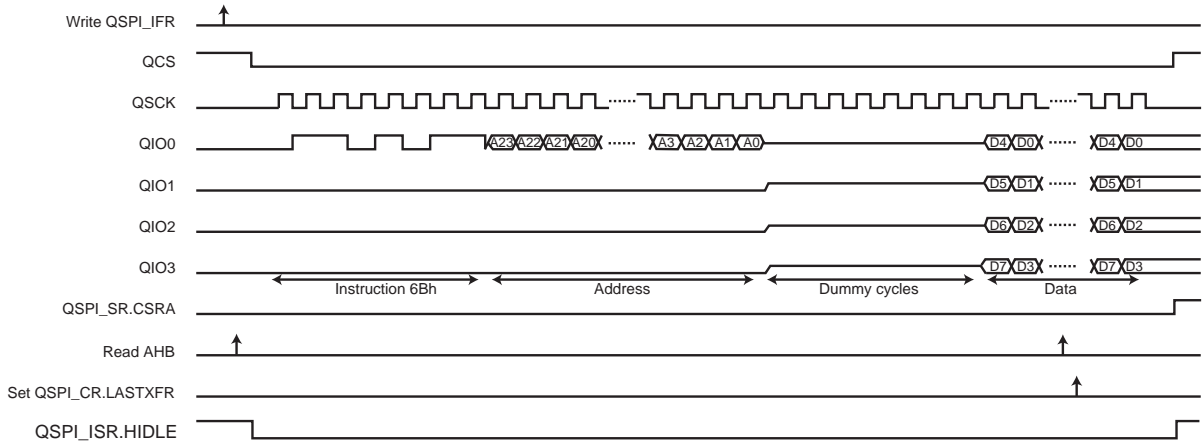 Write QSPI_IFR
QCS
QSCK
QIO0 A23 A22 A21 A20 A3 A2 A1 A0 D4 D0 D4 D0
QIO1 D5 D1 D5 D1
QIO2 D6 D2 D6 D2
QIO3 D7 D3 D7 D3
Instruction 6Bh Address Dummy cycles Data
QSPI_SR.CSRA
Read AHB
Set QSPI_CR.LASTXFR
QSPI_ISR.HIDLE